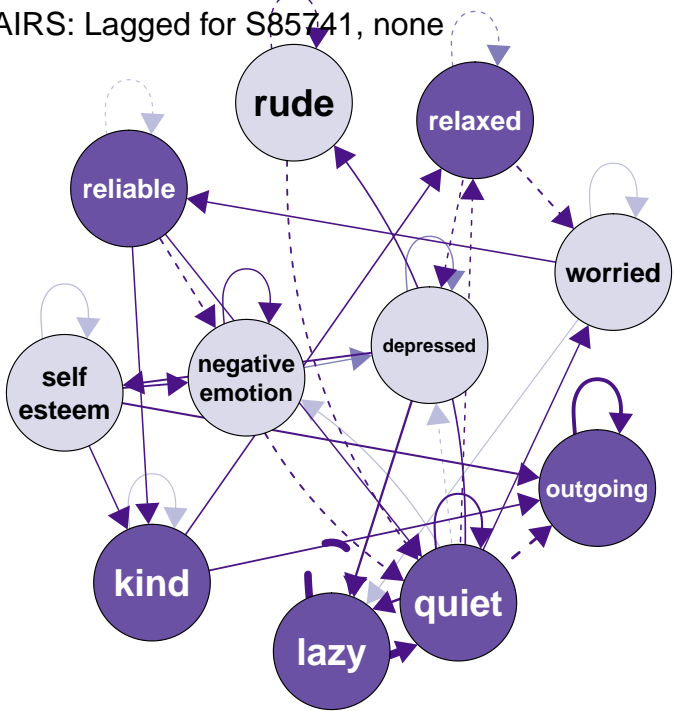 AIRS: Lagged for S85741, none
rude
relaxed
reliable
worried
depressed
negative
emotion
self
esteem
outgoing
kind
quiet
lazy